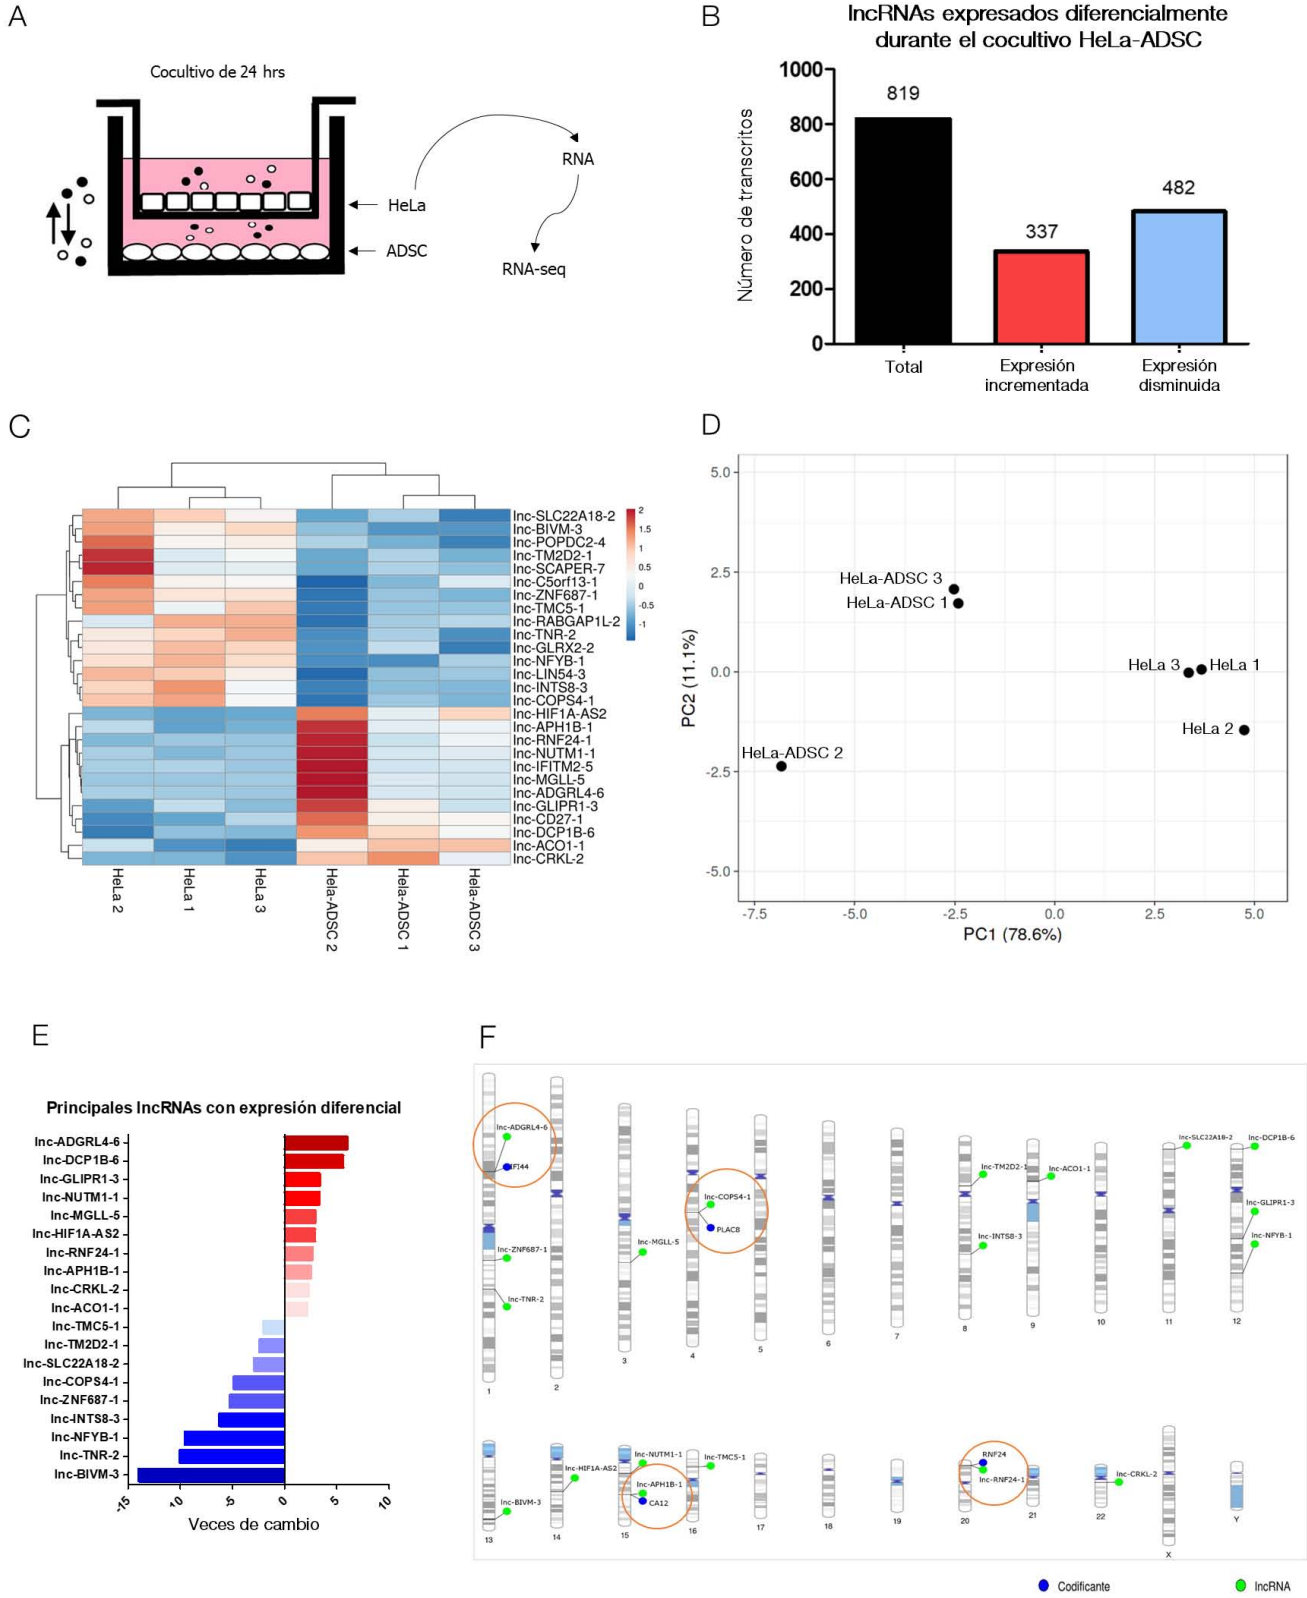 A
Cocultivo de 24 hrs
HeLa
ADSC
RNA
RNA-seq
B
lncRNAs expresados diferencialmente
durante el cocultivo HeLa-ADSC
Número de transcritos
1000
800
600
400
200
0
819
337
482
Total
Expresión
incrementada
Expresión
disminuida
C
lnc-SLC22A18-2
lnc-BIVM-3
lnc-POPDC2-4
lnc-TM2D2-1
lnc-SCAPER-7
lnc-C5orf13-1
lnc-ZNF687-1
lnc-TMC5-1
lnc-RABGAP1L-2
lnc-TNR-2
lnc-GLRX2-2
lnc-NFYB-1
lnc-LIN54-3
lnc-INTS8-3
lnc-COPS4-1
lnc-HIF1A-AS2
lnc-APH1B-1
lnc-RNF24-1
lnc-NUTM1-1
lnc-IFITM2-5
lnc-MGLL-5
lnc-ADGRL4-6
lnc-GLIPR1-3
lnc-CD27-1
lnc-DCP1B-6
lnc-ACO1-1
lnc-CRKL-2
2
1.5
1
0.5
0
-0.5
-1
HeLa 2
HeLa 1
HeLa 3
Hela-ADSC 2
Hela-ADSC 1
Hela-ADSC 3
D
PC2 (11.1%)
5.0
2.5
0.0
-2.5
-5.0
HeLa-ADSC 3
HeLa-ADSC 1
HeLa 3
HeLa 1
HeLa 2
HeLa-ADSC 2
-7.5
-5.0
-2.5
0.0
2.5
5.0
PC1 (78.6%)
E
Principales lncRNAs con expresión diferencial
lnc-ADGRL4-6
lnc-DCP1B-6
lnc-GLIPR1-3
lnc-NUTM1-1
lnc-MGLL-5
lnc-HIF1A-AS2
lnc-RNF24-1
lnc-APH1B-1
lnc-CRKL-2
lnc-ACO1-1
lnc-TMC5-1
lnc-TM2D2-1
lnc-SLC22A18-2
lnc-COPS4-1
lnc-ZNF687-1
lnc-INTS8-3
lnc-NFYB-1
lnc-TNR-2
lnc-BIVM-3
-15
-10
-5
0
5
10
Veces de cambio
F
lnc-ADGRL4-6
IFI44
lnc-ZNF687-1
lnc-TNR-2
lnc-MGLL-5
lnc-COPS4-1
PLAC8
lnc-TM2D2-1
lnc-INTS8-3
lnc-ACO1-1
lnc-SLC22A18-2
lnc-DCP1B-6
lnc-GLIPR1-3
lnc-NFYB-1
1
2
3
4
5
6
7
8
9
10
11
12
lnc-BIVM-3
lnc-HIF1A-AS2
lnc-NUTM1-1
lnc-APH1B-1
CA12
lnc-TMC5-1
RNF24
lnc-RNF24-1
lnc-CRKL-2
13
14
15
16
17
18
19
20
21
22
X
Y
Codificante
lncRNA